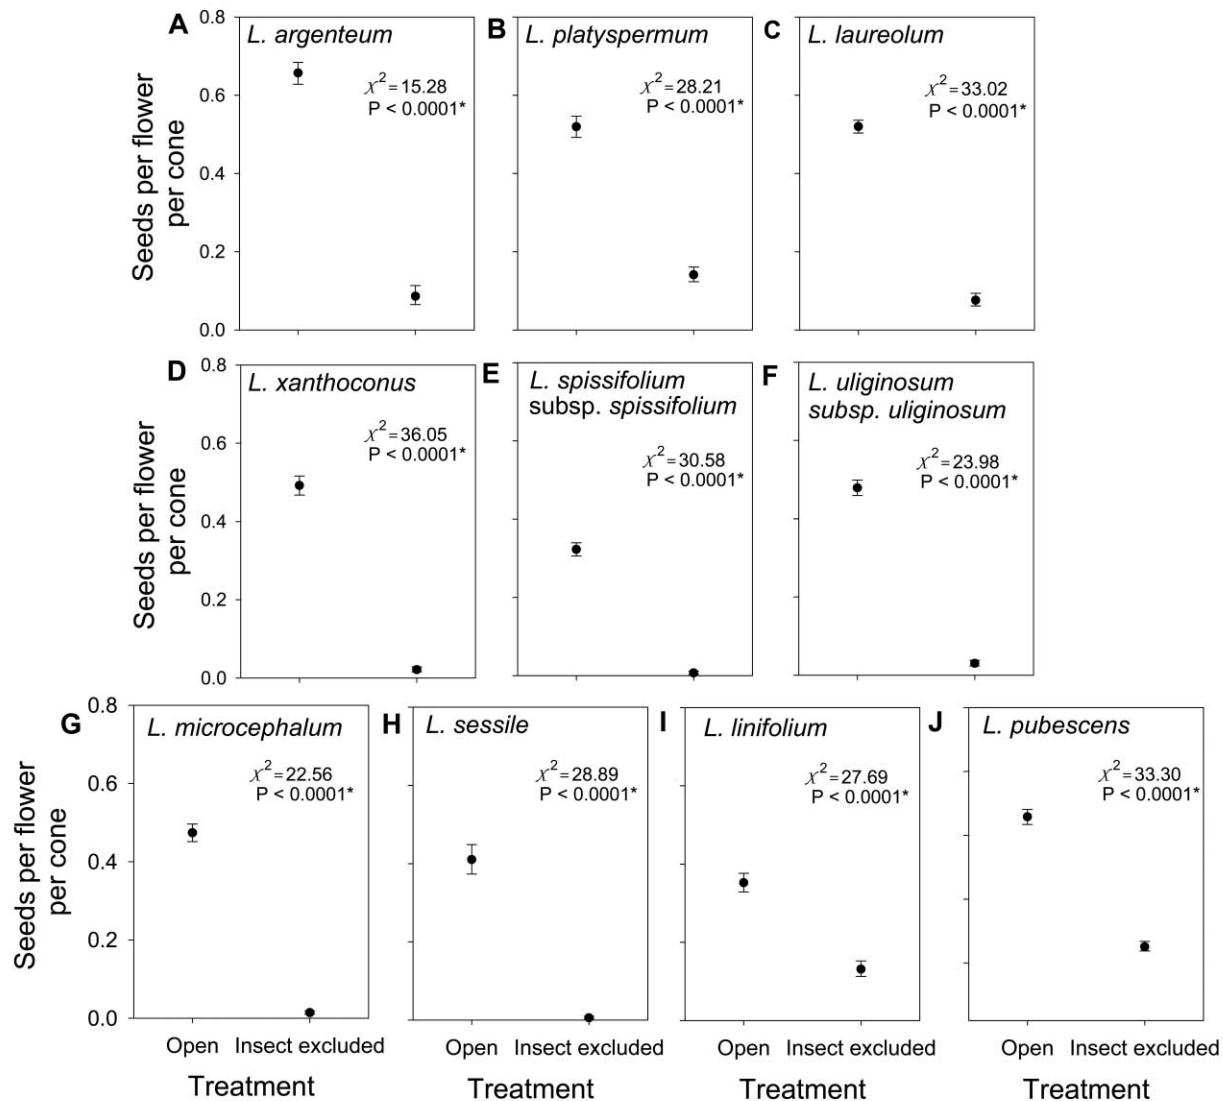 A
L. argenteum
χ2=15.28
P < 0.0001*
B
L. platyspermum
χ2=28.21
P < 0.0001*
C
L. laureolum
χ2=33.02
P < 0.0001*
Seeds per flower
per cone
0.8
0.6
0.4
0.2
0.0
D
L. xanthoconus
χ2=36.05
P < 0.0001*
E
L. spissifolium
subsp. spissifolium
χ2=30.58
P < 0.0001*
F
L. uliginosum
subsp. uliginosum
χ2=23.98
P < 0.0001*
Seeds per flower
per cone
0.8
0.6
0.4
0.2
0.0
G
L. microcephalum
χ2=22.56
P < 0.0001*
H
L. sessile
χ2=28.89
P < 0.0001*
I
L. linifolium
χ2=27.69
P < 0.0001*
J
L. pubescens
χ2=33.30
P < 0.0001*
Seeds per flower
per cone
0.8
0.6
0.4
0.2
0.0
Open Insect excluded
Open Insect excluded
Open Insect excluded
Open Insect excluded
Treatment
Treatment
Treatment
Treatment